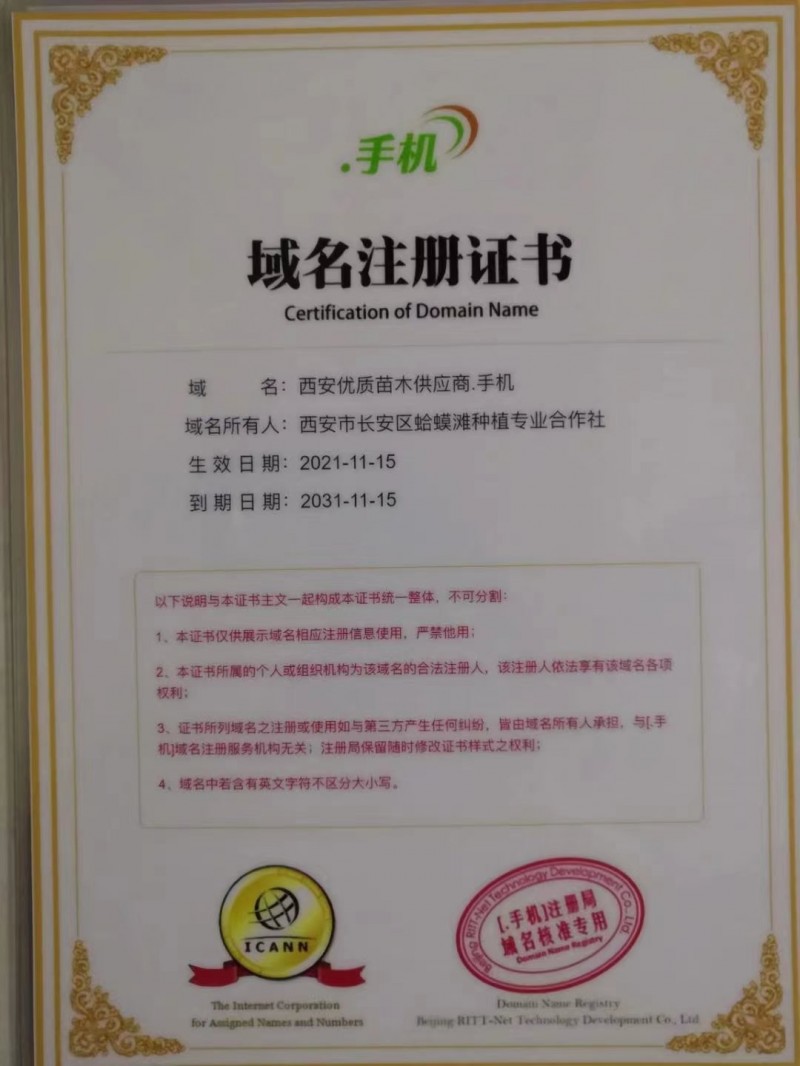 .手机
域名注册证书
Certification of Domain Name
域 名：西安优质苗木供应商.手机
域名所有人：西安市长安区蛤蟆滩种植专业合作社
生效日期：2021-11-15
到期日期：2031-11-15
以下说明与本证书主文一起构成本证书统一整体，不可分割：
1、本证书仅供展示域名相应注册信息使用，严禁他用；
2、本证书所属的个人或组织机构为该域名的合法注册人，该注册人依法享有该域名各项
权利；
3、证书所列域名之注册或使用如与第三方产生任何纠纷，皆由域名所有人承担，与[.手
机]域名注册服务机构无关；注册局保留随时修改证书样式之权利；
4、域名中若含有英文字符不区分大小写。
ICANN
The Internet Corporation
for Assigned Names and Numbers
Beijing RITT-Net Technology Development Co., Ltd.
[.手机]注册局
域名核准专用
Domain Name Registry
Domain Name Registry
Beijing RITT-Net Technology Development Co., Ltd